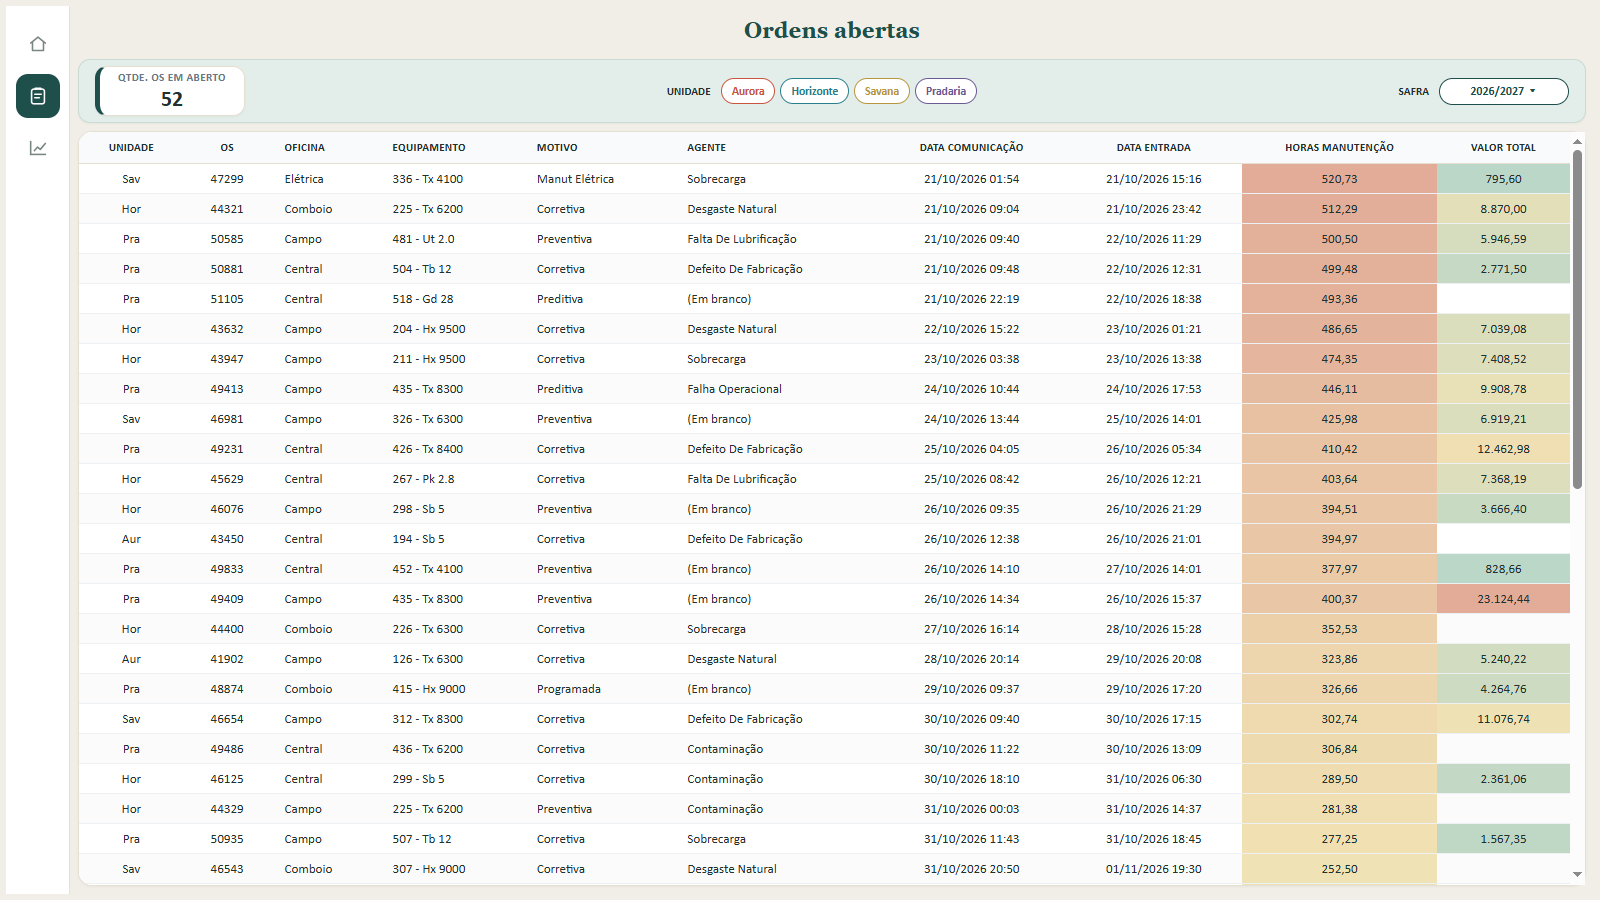 Ordens abertas
QTDE. OS EM ABERTO
52
UNIDADE Aurora Horizonte Savana Pradaria
SAFRA 2026/2027
UNIDADE OS OFICINA EQUIPAMENTO MOTIVO AGENTE DATA COMUNICAÇÃO DATA ENTRADA HORAS MANUTENÇÃO VALOR TOTAL
Sav 47299 Elétrica 336 - Tx 4100 Manut Elétrica Sobrecarga 21/10/2026 01:54 21/10/2026 15:16 520,73 795,60
Hor 44321 Comboio 225 - Tx 6200 Corretiva Desgaste Natural 21/10/2026 09:04 21/10/2026 23:42 512,29 8.870,00
Pra 50585 Campo 481 - Ut 2.0 Preventiva Falta De Lubrificação 21/10/2026 09:40 22/10/2026 11:29 500,50 5.946,59
Pra 50881 Central 504 - Tb 12 Corretiva Defeito De Fabricação 21/10/2026 09:48 22/10/2026 12:31 499,48 2.771,50
Pra 51105 Central 518 - Gd 28 Preditiva (Em branco) 21/10/2026 22:19 22/10/2026 18:38 493,36
Hor 43632 Campo 204 - Hx 9500 Corretiva Desgaste Natural 22/10/2026 15:22 23/10/2026 01:21 486,65 7.039,08
Hor 43947 Campo 211 - Hx 9500 Corretiva Sobrecarga 23/10/2026 03:38 23/10/2026 13:38 474,35 7.408,52
Pra 49413 Campo 435 - Tx 8300 Preditiva Falha Operacional 24/10/2026 10:44 24/10/2026 17:53 446,11 9.908,78
Sav 46981 Campo 326 - Tx 6300 Preventiva (Em branco) 24/10/2026 13:44 25/10/2026 14:01 425,98 6.919,21
Pra 49231 Central 426 - Tx 8400 Corretiva Defeito De Fabricação 25/10/2026 04:05 26/10/2026 05:34 410,42 12.462,98
Hor 45629 Central 267 - Pk 2.8 Corretiva Falta De Lubrificação 25/10/2026 08:42 26/10/2026 12:21 403,64 7.368,19
Hor 46076 Campo 298 - Sb 5 Preventiva (Em branco) 26/10/2026 09:35 26/10/2026 21:29 394,51 3.666,40
Aur 43450 Central 194 - Sb 5 Corretiva Defeito De Fabricação 26/10/2026 12:38 26/10/2026 21:01 394,97
Pra 49833 Central 452 - Tx 4100 Preventiva (Em branco) 26/10/2026 14:10 27/10/2026 14:01 377,97 828,66
Pra 49409 Campo 435 - Tx 8300 Preventiva (Em branco) 26/10/2026 14:34 26/10/2026 15:37 400,37 23.124,44
Hor 44400 Comboio 226 - Tx 6300 Corretiva Sobrecarga 27/10/2026 16:14 28/10/2026 15:28 352,53
Aur 41902 Campo 126 - Tx 6300 Corretiva Desgaste Natural 28/10/2026 20:14 29/10/2026 20:08 323,86 5.240,22
Pra 48874 Comboio 415 - Hx 9000 Programada (Em branco) 29/10/2026 09:37 29/10/2026 17:20 326,66 4.264,76
Sav 46654 Campo 312 - Tx 8300 Corretiva Defeito De Fabricação 30/10/2026 09:40 30/10/2026 17:15 302,74 11.076,74
Pra 49486 Central 436 - Tx 6200 Corretiva Contaminação 30/10/2026 11:22 30/10/2026 13:09 306,84
Hor 46125 Central 299 - Sb 5 Corretiva Contaminação 30/10/2026 18:10 31/10/2026 06:30 289,50 2.361,06
Hor 44329 Campo 225 - Tx 6200 Preventiva Contaminação 31/10/2026 00:03 31/10/2026 14:37 281,38
Pra 50935 Campo 507 - Tb 12 Corretiva Sobrecarga 31/10/2026 11:43 31/10/2026 18:45 277,25 1.567,35
Sav 46543 Comboio 307 - Hx 9000 Corretiva Desgaste Natural 31/10/2026 20:50 01/11/2026 19:30 252,50